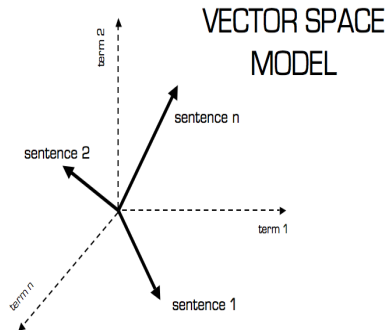 VECTOR SPACE
MODEL
term 2
sentence n
sentence 2
term 1
term n
sentence 1